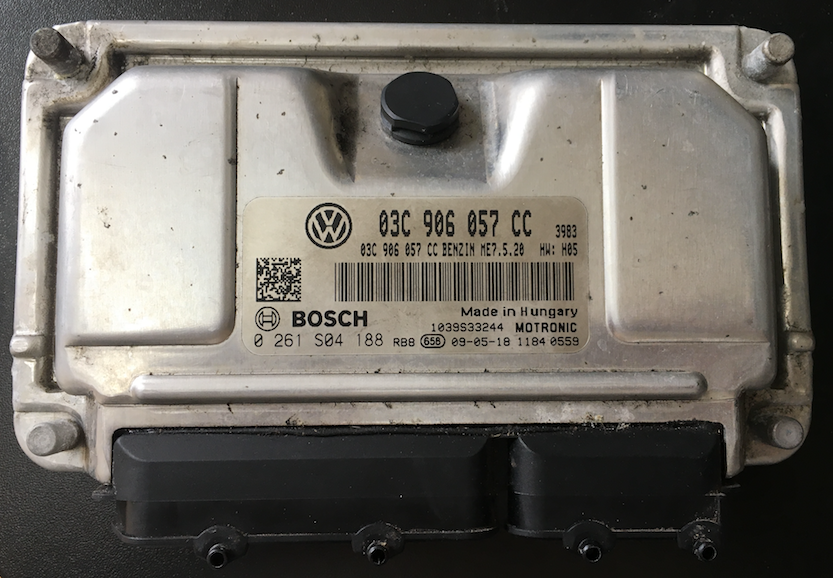 03C 906 057 CC 3983
03C 906 057 CC BENZIN ME7.5.20 HW: H05
Made in Hungary
BOSCH 1039S33244 MOTRONIC
0 261 S04 188 RB8 658 09-05-18 1184 0559